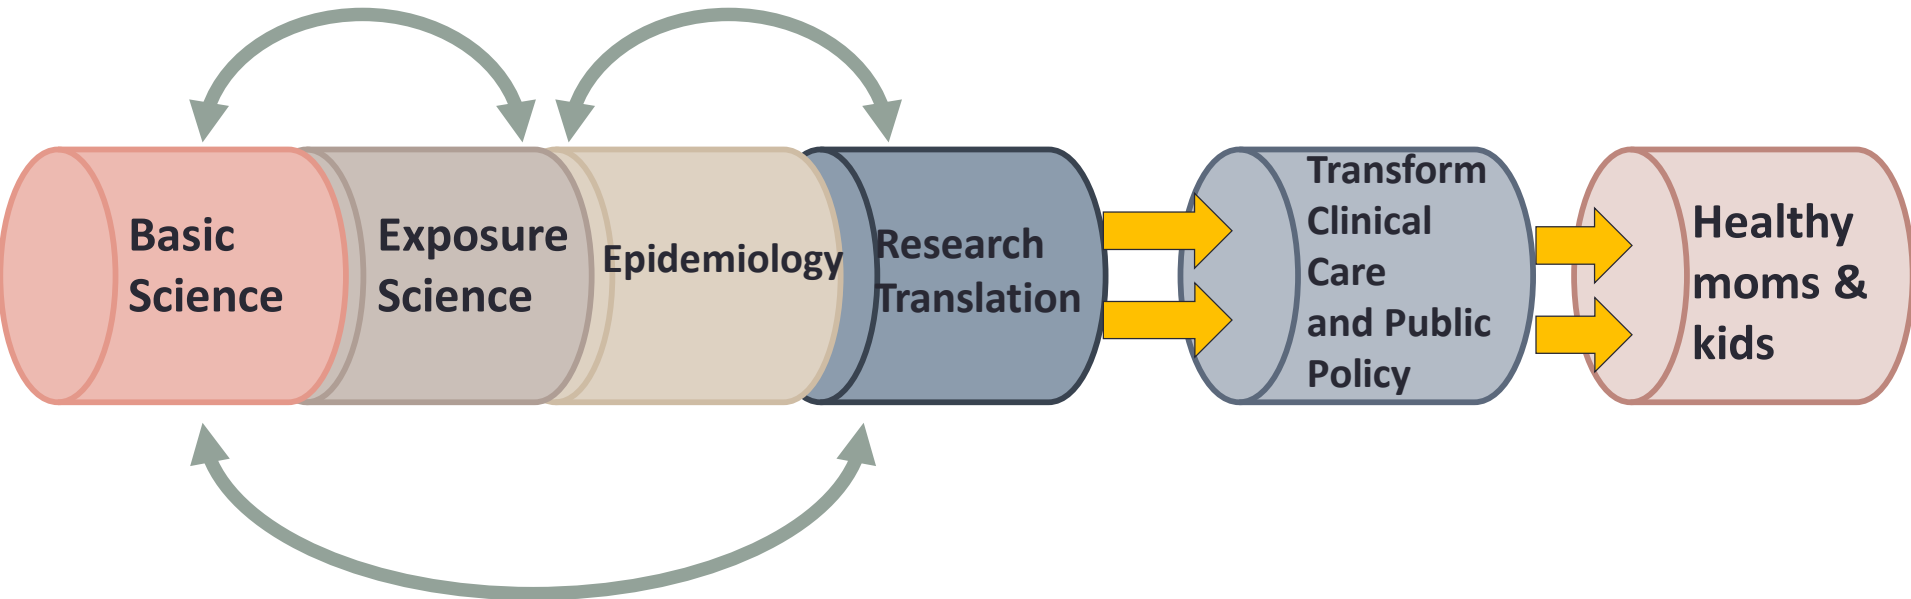 Basic
Science
Exposure
Science
Epidemiology
Research
Translation
Transform
Clinical
Care
and Public
Policy
Healthy
moms &
kids